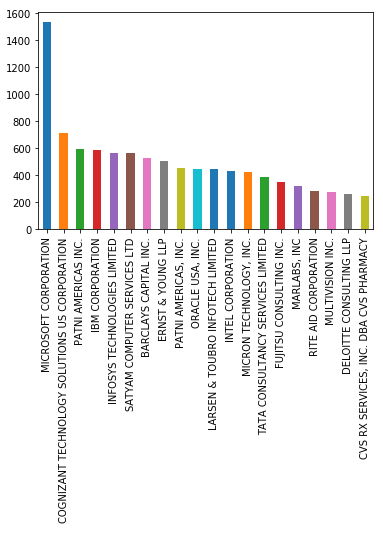 1600
1400
1200
1000
800
600
400
200
0
MICROSOFT CORPORATION
COGNIZANT TECHNOLOGY SOLUTIONS US CORPORATION
PATNI AMERICAS INC.
IBM CORPORATION
INFOSYS TECHNOLOGIES LIMITED
SATYAM COMPUTER SERVICES LTD
BARCLAYS CAPITAL INC.
ERNST & YOUNG LLP
PATNI AMERICAS, INC.
ORACLE USA, INC.
LARSEN & TOUBRO INFOTECH LIMITED
INTEL CORPORATION
MICRON TECHNOLOGY, INC.
TATA CONSULTANCY SERVICES LIMITED
FUJITSU CONSULTING INC.
MARLABS, INC
RITE AID CORPORATION
MULTIVISION INC.
DELOITTE CONSULTING LLP
CVS RX SERVICES, INC. DBA CVS PHARMACY